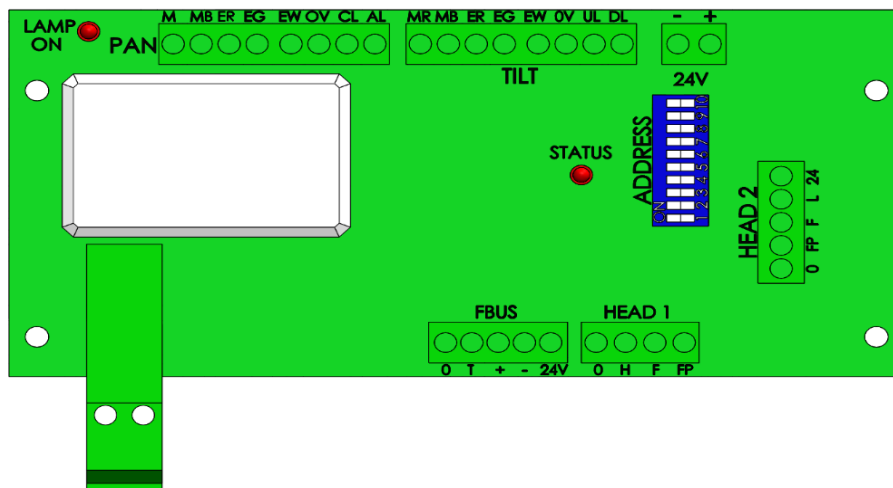 LAMP
ON
PAN
M MB ER EG EW OV CL AL
MR MB ER EG EW 0V UL DL
TILT
- +
24V
STATUS
ADDRESS
ON
1 2 3 4 5 6 7 8 9 10
HEAD 2
0 FP F L 24
FBUS
0 T + - 24V
HEAD 1
0 H F FP